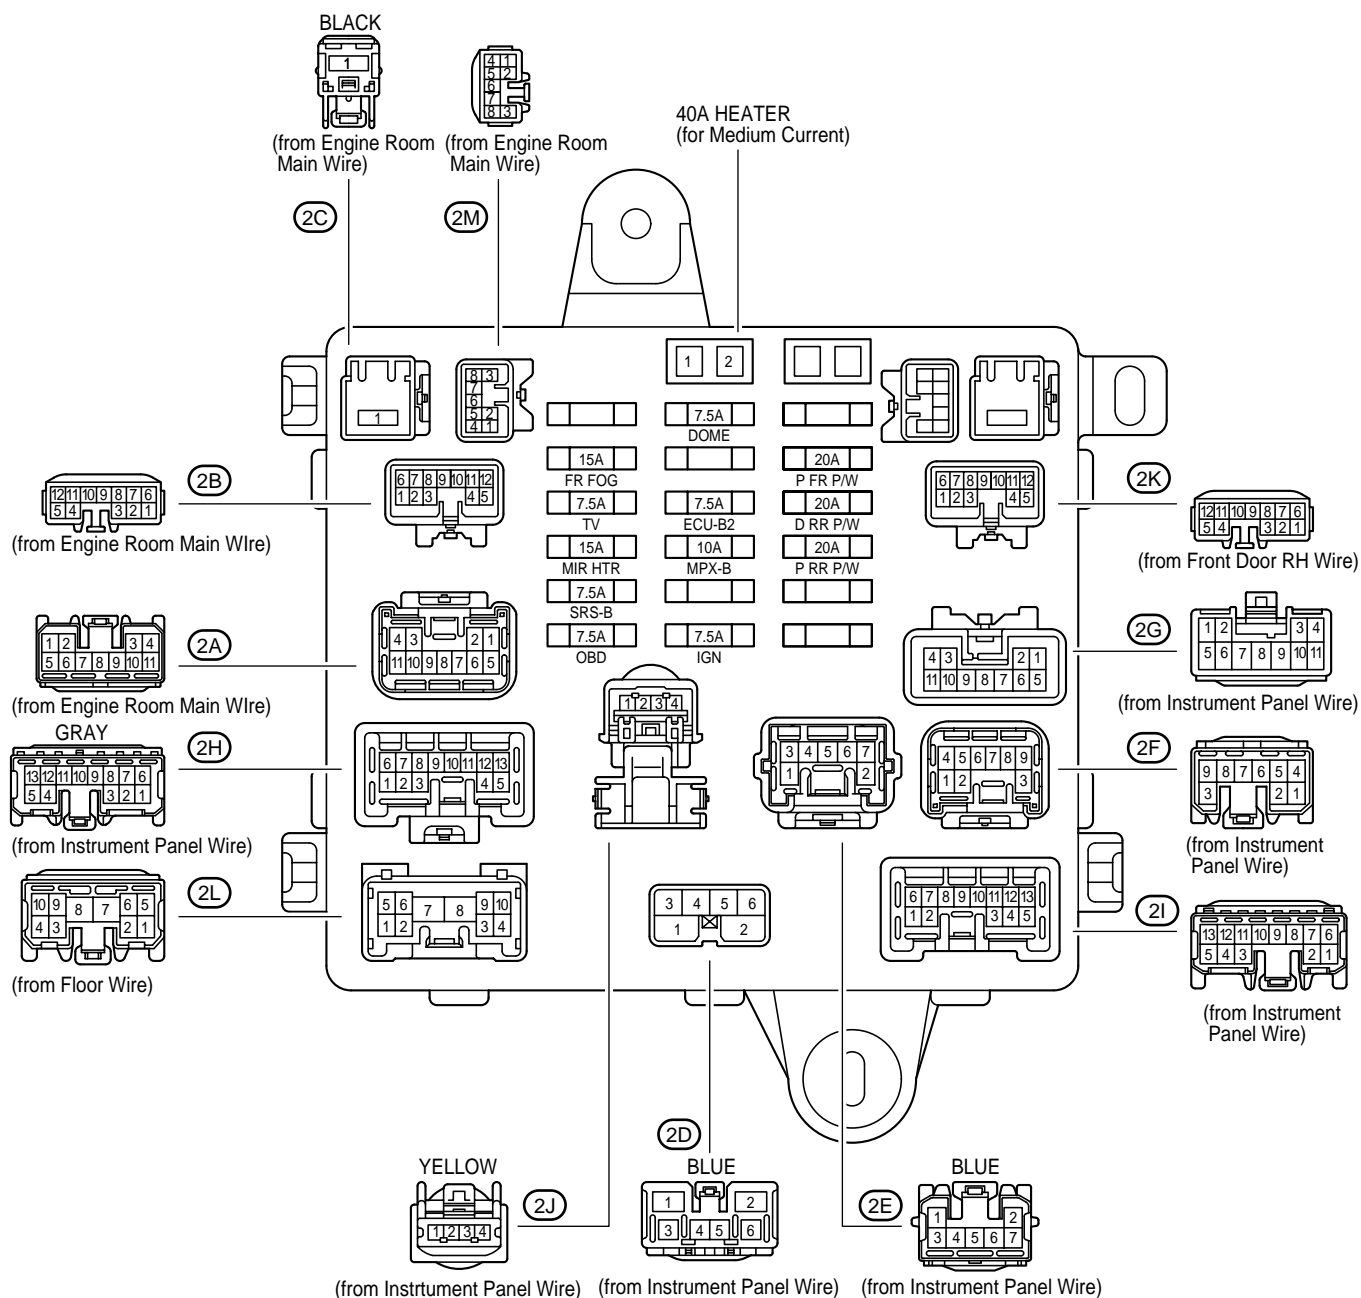 BLACK
1
4 1
5 2
6
7
8 3
(from Engine Room
Main Wire)
(from Engine Room
Main Wire)
40A HEATER
(for Medium Current)
2C
2M
1 2
1
8 3
7
6
5 2
4 1
7.5A
DOME
15A
FR FOG
20A
P FR P/W
7.5A
TV
7.5A
ECU-B2
20A
D RR P/W
15A
MIR HTR
10A
MPX-B
20A
P RR P/W
7.5A
SRS-B
7.5A
OBD
7.5A
IGN
2B
12 11 10 9 8 7 6
5 4 3 2 1
(from Engine Room Main WIre)
6 7 8 9 10 11 12
1 2 3 4 5
6 7 8 9 10 11 12
1 2 3 4 5
2K
12 11 10 9 8 7 6
5 4 3 2 1
(from Front Door RH Wire)
2A
1 2 3 4
5 6 7 8 9 10 11
(from Engine Room Main WIre)
4 3 2 1
11 10 9 8 7 6 5
4 3 2 1
11 10 9 8 7 6 5
2G
1 2 3 4
5 6 7 8 9 10 11
(from Instrument Panel Wire)
GRAY
2H
13 12 11 10 9 8 7 6
5 4 3 2 1
(from Instrument Panel Wire)
6 7 8 9 10 11 12 13
1 2 3 4 5
1 2 3 4
3 4 5 6 7
1 2
4 5 6 7 8 9
1 2 3
2F
9 8 7 6 5 4
3 2 1
(from Instrument
Panel Wire)
2L
10 9 8 7 6 5
4 3 2 1
(from Floor Wire)
5 6 7 8 9 10
1 2 3 4
3 4 5 6
1 2
6 7 8 9 10 11 12 13
1 2 3 4 5
2I
13 12 11 10 9 8 7 6
5 4 3 2 1
(from Instrument
Panel Wire)
YELLOW
2J
1 2 3 4
(from Instrtument Panel Wire)
2D
BLUE
1 2
3 4 5 6
(from Instrument Panel Wire)
2E
BLUE
1 2
3 4 5 6 7
(from Instrument Panel Wire)